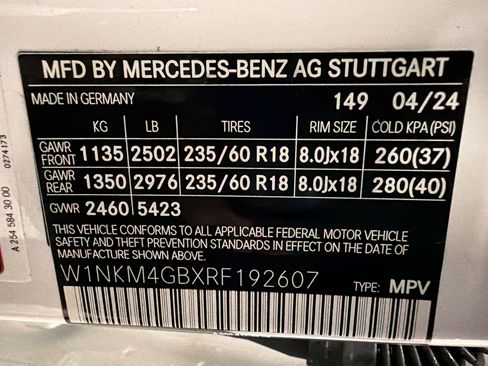 MFD BY MERCEDES-BENZ AG STUTTGART
MADE IN GERMANY 149 04/24
KG LB TIRES RIM SIZE COLD KPA(PSI)
GAWR FRONT 1135 2502 235/60 R18 8.0Jx18 260(37)
GAWR REAR 1350 2976 235/60 R18 8.0Jx18 280(40)
GVWR 2460 5423
THIS VEHICLE CONFORMS TO ALL APPLICABLE FEDERAL MOTOR VEHICLE
SAFETY AND THEFT PREVENTION STANDARDS IN EFFECT ON THE DATE OF
MANUFACTURE SHOWN ABOVE.
W1NKM4GBXRF192607
TYPE: MPV
A 254 584 30 00 0274173